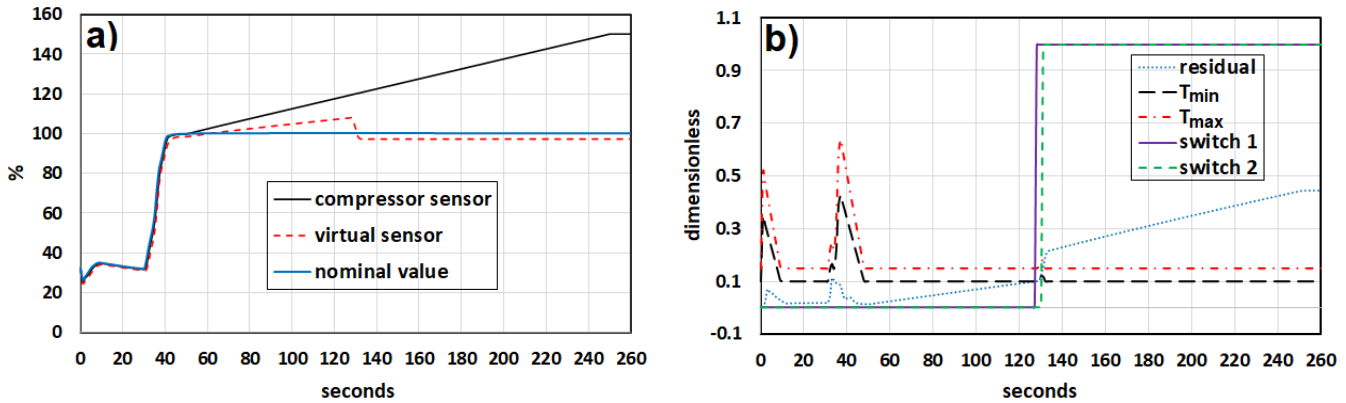 a)
160
140
120
100
80
60
40
20
0
%
compressor sensor
virtual sensor
nominal value
0 20 40 60 80 100 120 140 160 180 200 220 240 260
seconds
b)
1.1
0.9
0.7
0.5
0.3
0.1
-0.1
dimensionless
residual
Tmin
Tmax
switch 1
switch 2
0 20 40 60 80 100 120 140 160 180 200 220 240 260
seconds